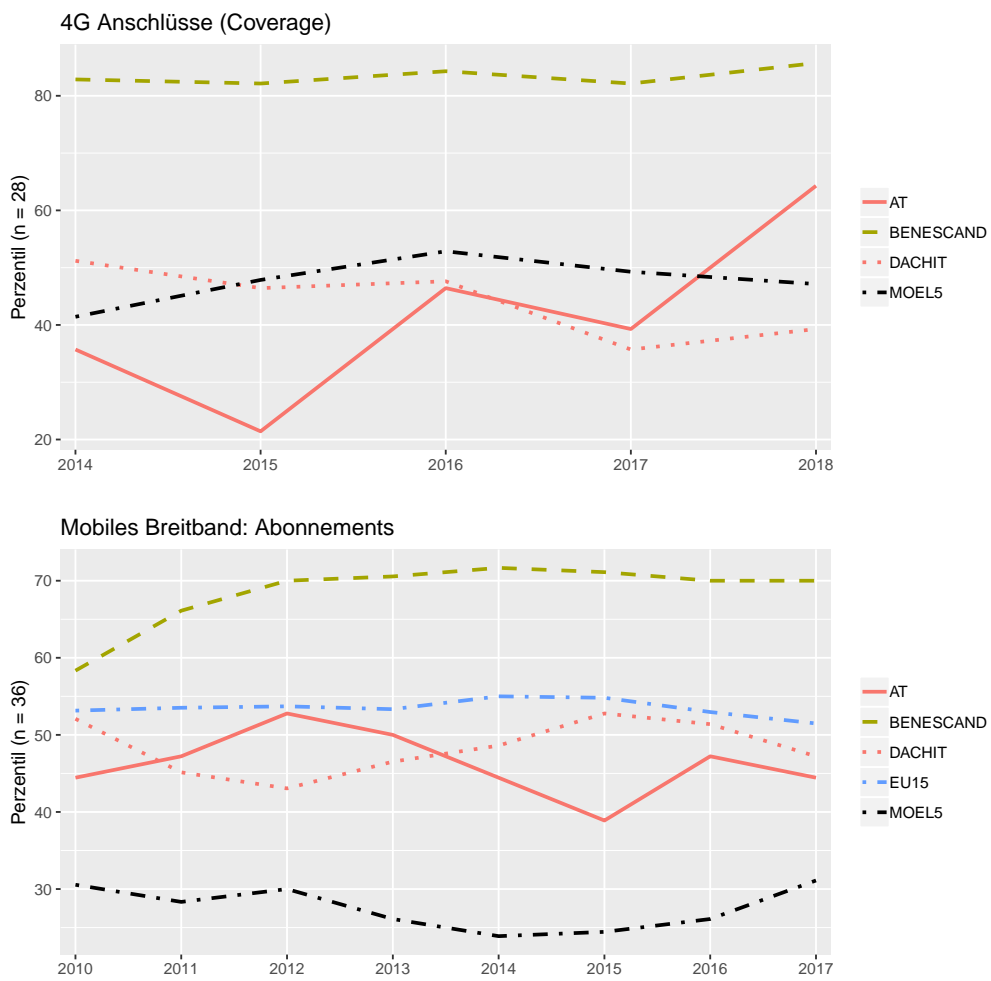 4G Anschlüsse (Coverage)
Perzentil (n = 28)
80
60
40
20
2014 2015 2016 2017 2018
AT
BENESCAND
DACHIT
MOEL5
Mobiles Breitband: Abonnements
Perzentil (n = 36)
70
60
50
40
30
2010 2011 2012 2013 2014 2015 2016 2017
AT
BENESCAND
DACHIT
EU15
MOEL5